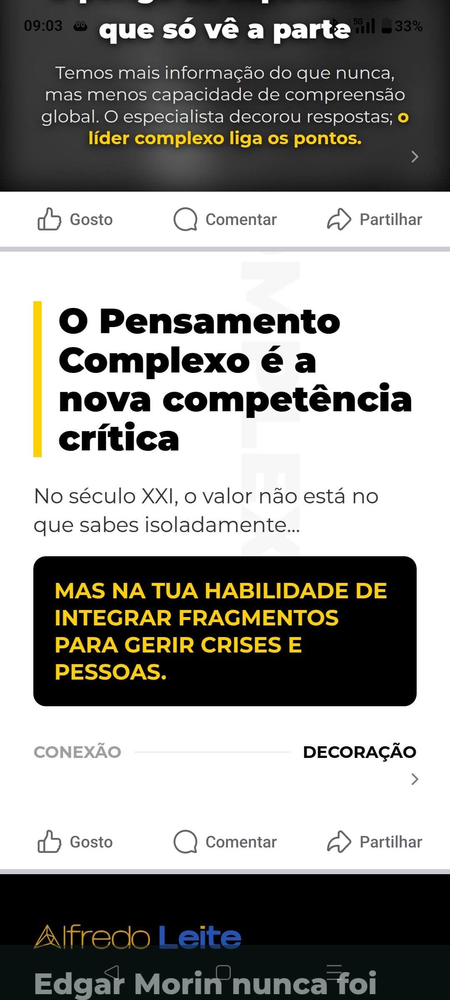 09:03
5G
33%
que só vê a parte
Temos mais informação do que nunca,
mas menos capacidade de compreensão
global. O especialista decorou respostas; o
líder complexo liga os pontos.
Gosto
Comentar
Partilhar
O Pensamento
Complexo é a
nova competência
crítica
No século XXI, o valor não está no
que sabes isoladamente...
MAS NA TUA HABILIDADE DE
INTEGRAR FRAGMENTOS
PARA GERIR CRISES E
PESSOAS.
CONEXÃO
DECORAÇÃO
Gosto
Comentar
Partilhar
Alfredo Leite
Edgar Morin nunca foi